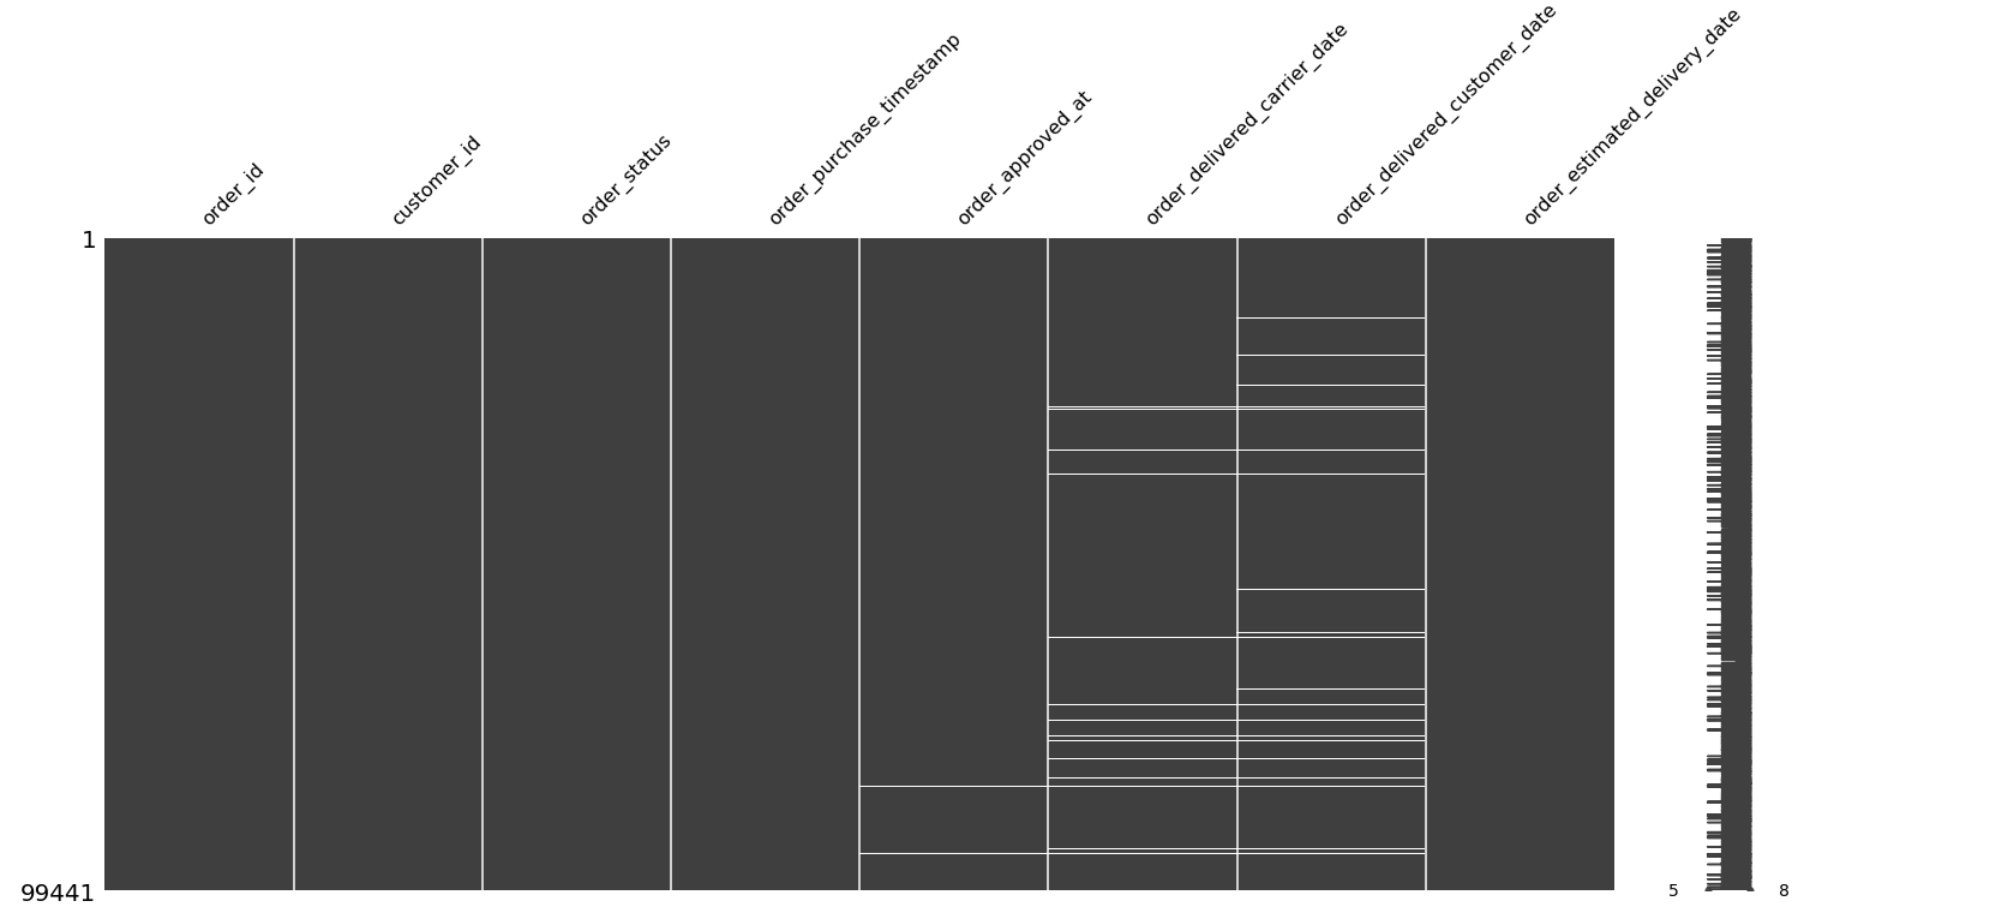 order_id
customer_id
order_status
order_purchase_timestamp
order_approved_at
order_delivered_carrier_date
order_delivered_customer_date
order_estimated_delivery_date
1
99441
5
8